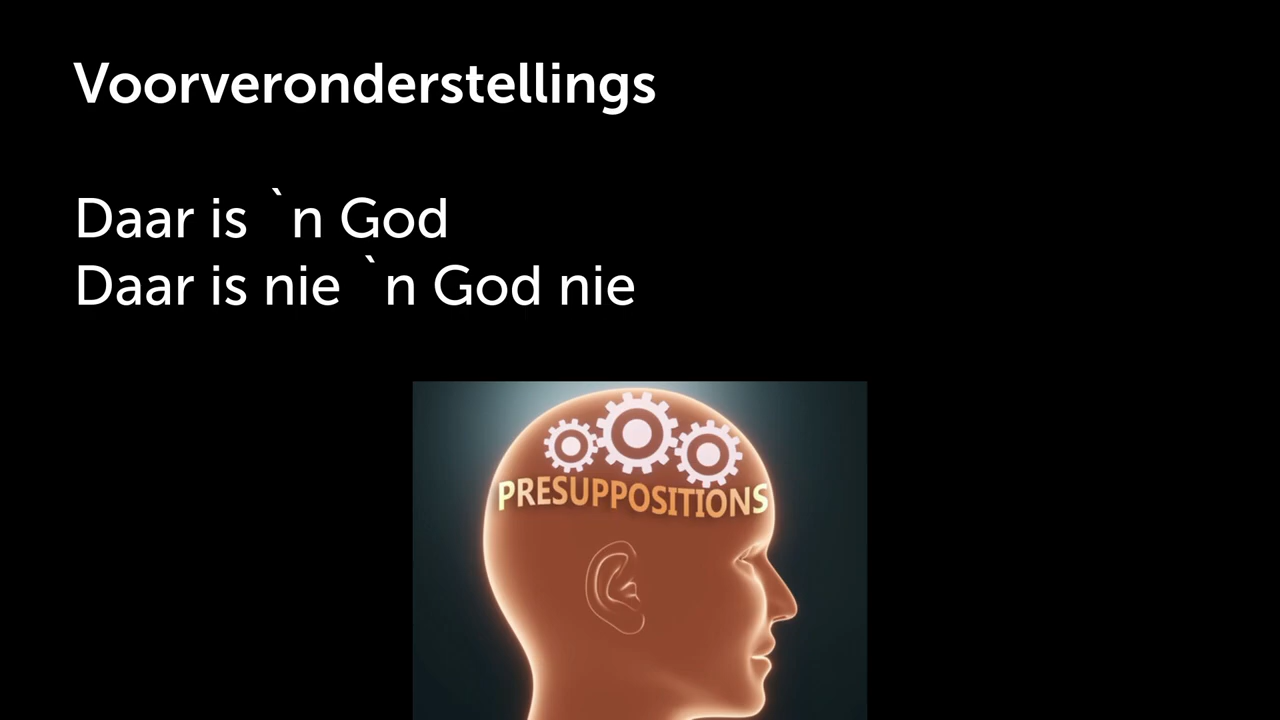 Voorveronderstellings
Daar is `n God
Daar is nie `n God nie
PRESUPPOSITIONS